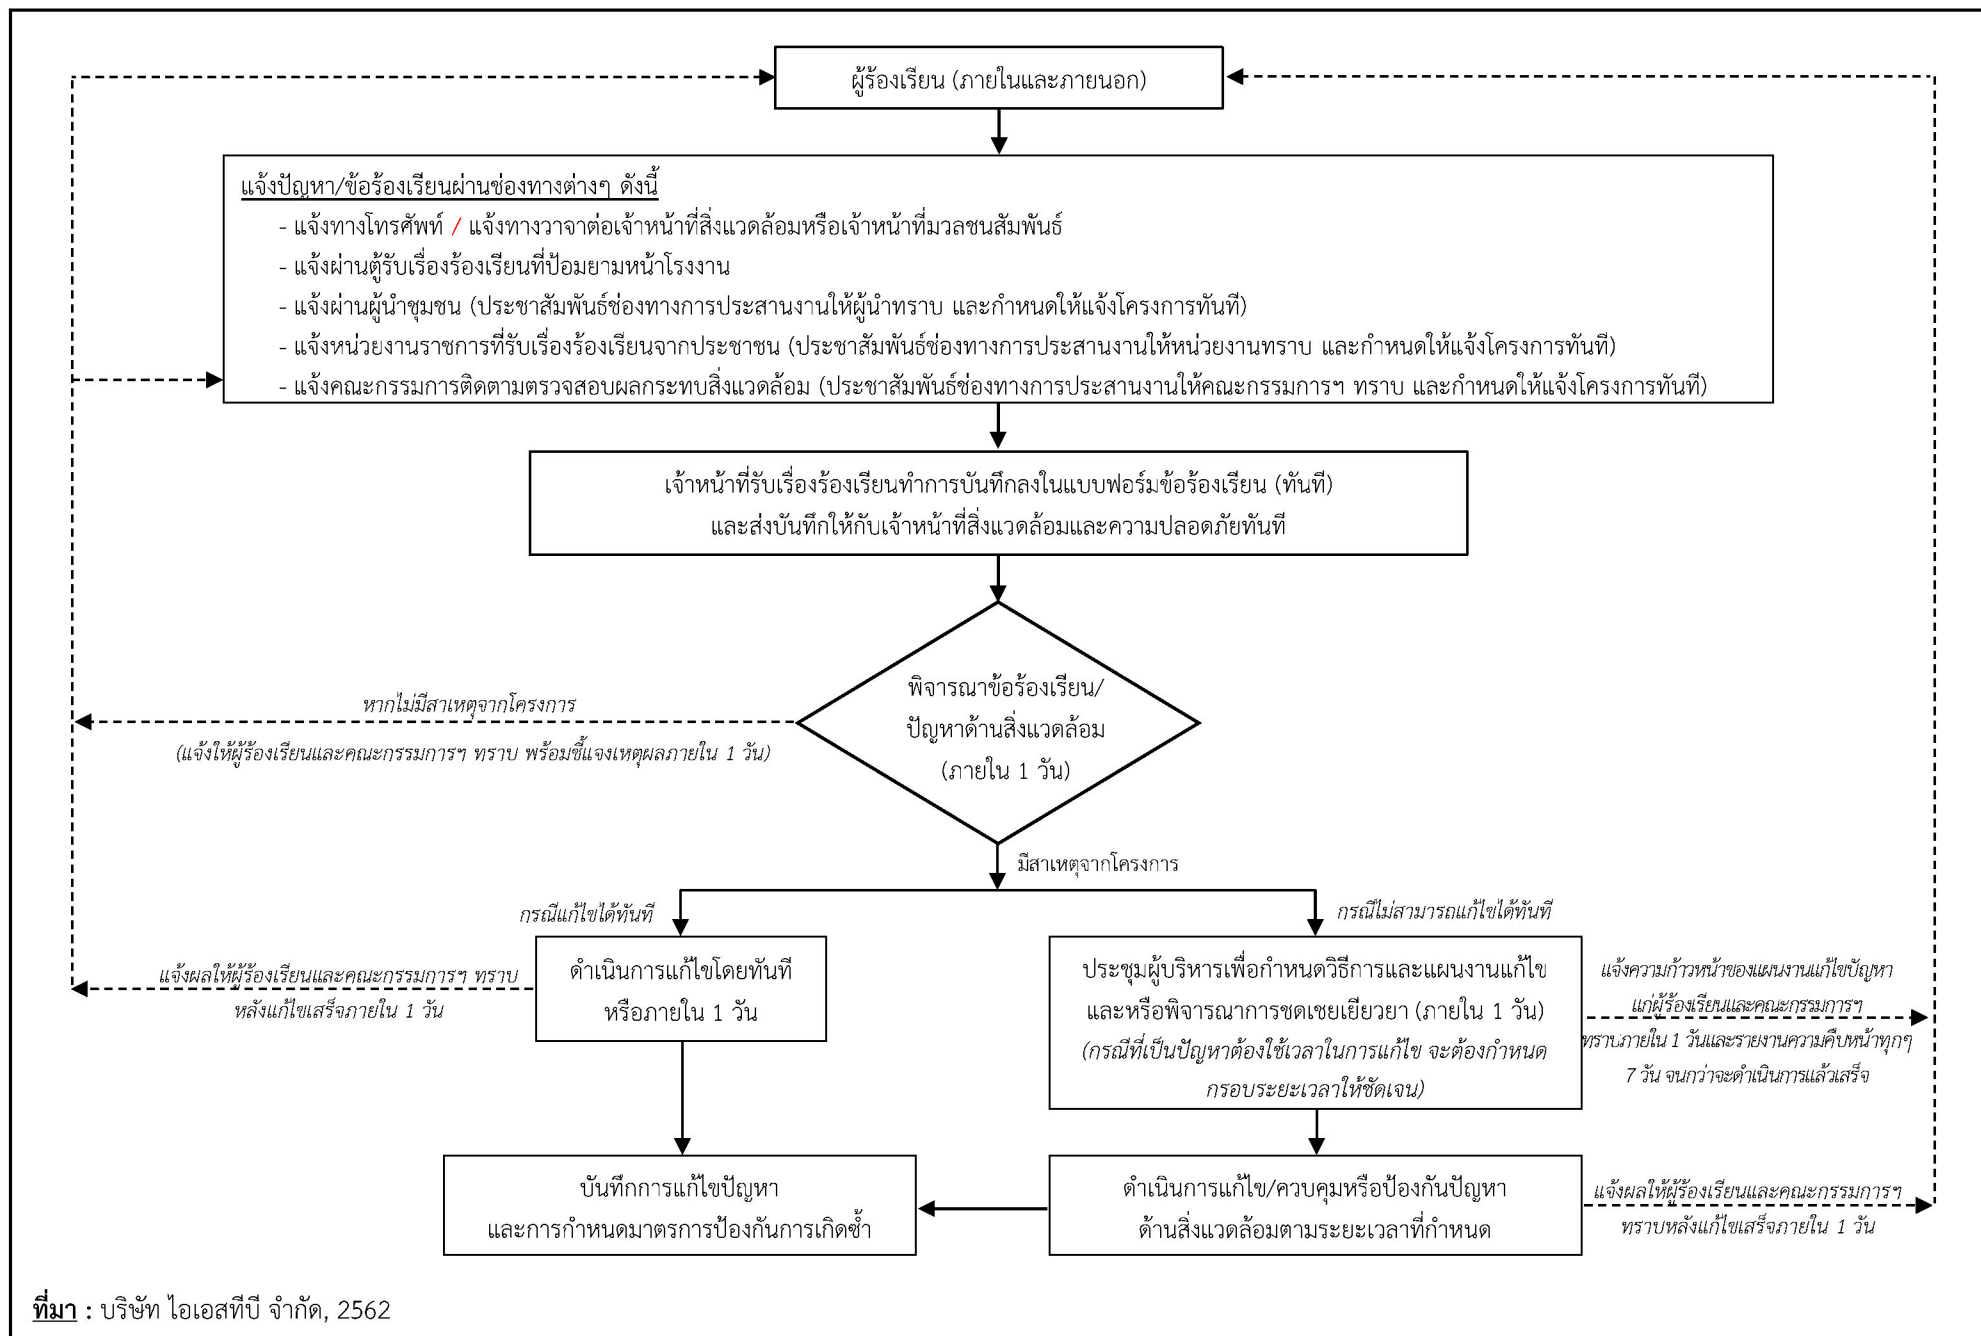 ผู้ร้องเรียน (ภายในและภายนอก)
แจ้งปัญหา/ข้อร้องเรียนผ่านช่องทางต่างๆ ดังนี้
- แจ้งทางโทรศัพท์ / แจ้งทางวาจาต่อเจ้าหน้าที่สิ่งแวดล้อมหรือเจ้าหน้าที่มวลชนสัมพันธ์
- แจ้งผ่านตู้รับเรื่องร้องเรียนที่ป้อมยามหน้าโรงงาน
- แจ้งผ่านผู้นำชุมชน (ประชาสัมพันธ์ช่องทางการประสานงานให้ผู้นำทราบ และกำหนดให้แจ้งโครงการทันที)
- แจ้งหน่วยงานราชการที่รับเรื่องร้องเรียนจากประชาชน (ประชาสัมพันธ์ช่องทางการประสานงานให้หน่วยงานทราบ และกำหนดให้แจ้งโครงการทันที)
- แจ้งคณะกรรมการติดตามตรวจสอบผลกระทบสิ่งแวดล้อม (ประชาสัมพันธ์ช่องทางการประสานงานให้คณะกรรมการฯ ทราบ และกำหนดให้แจ้งโครงการทันที)
เจ้าหน้าที่รับเรื่องร้องเรียนทำการบันทึกลงในแบบฟอร์มข้อร้องเรียน (ทันที)
และส่งบันทึกให้กับเจ้าหน้าที่สิ่งแวดล้อมและความปลอดภัยทันที
พิจารณาข้อร้องเรียน/
ปัญหาด้านสิ่งแวดล้อม
(ภายใน 1 วัน)
หากไม่มีสาเหตุจากโครงการ
(แจ้งให้ผู้ร้องเรียนและคณะกรรมการฯ ทราบ พร้อมชี้แจงเหตุผลภายใน 1 วัน)
มีสาเหตุจากโครงการ
กรณีแก้ไขได้ทันที
กรณีไม่สามารถแก้ไขได้ทันที
ดำเนินการแก้ไขโดยทันที
หรือภายใน 1 วัน
แจ้งผลให้ผู้ร้องเรียนและคณะกรรมการฯ ทราบ
หลังแก้ไขเสร็จภายใน 1 วัน
ประชุมผู้บริหารเพื่อกำหนดวิธีการและแผนงานแก้ไข
และหรือพิจารณาการชดเชยเยียวยา (ภายใน 1 วัน)
(กรณีที่เป็นปัญหาต้องใช้เวลาในการแก้ไข จะต้องกำหนด
กรอบระยะเวลาให้ชัดเจน)
แจ้งความก้าวหน้าของแผนงานแก้ไขปัญหา
แก่ผู้ร้องเรียนและคณะกรรมการฯ
ทราบภายใน 1 วันและรายงานความคืบหน้าทุกๆ
7 วัน จนกว่าจะดำเนินการแล้วเสร็จ
บันทึกการแก้ไขปัญหา
และการกำหนดมาตรการป้องกันการเกิดซ้ำ
ดำเนินการแก้ไข/ควบคุมหรือป้องกันปัญหา
ด้านสิ่งแวดล้อมตามระยะเวลาที่กำหนด
แจ้งผลให้ผู้ร้องเรียนและคณะกรรมการฯ
ทราบหลังแก้ไขเสร็จภายใน 1 วัน
ที่มา : บริษัท ไอเอสทีบี จำกัด, 2562